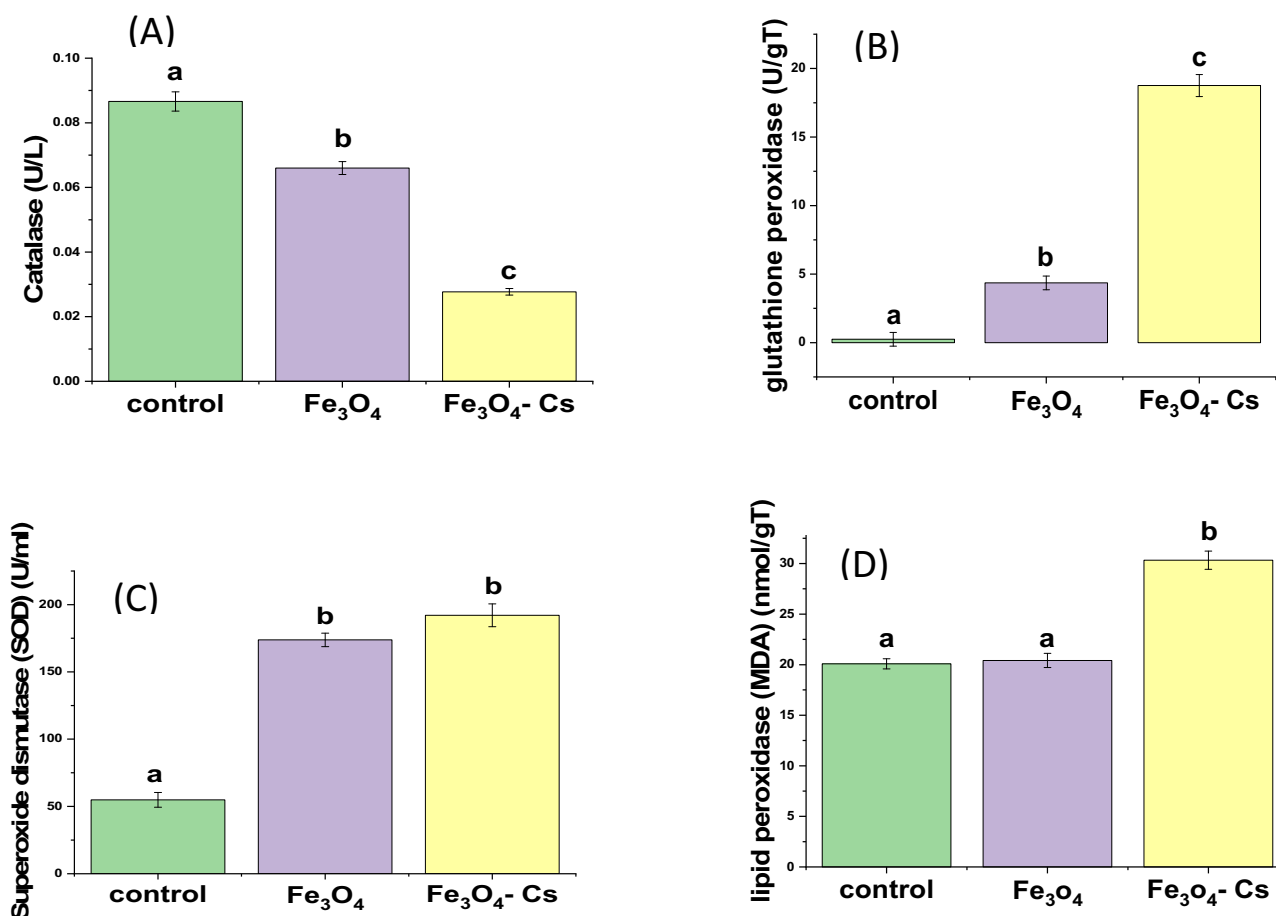 (A)
Catalase (U/L)
0.10
0.08
0.06
0.04
0.02
0.00
a
b
c
control
Fe₃O₄
Fe₃O₄- Cs
(B)
glutathione peroxidase (U/gT)
20
15
10
5
0
a
b
c
control
Fe₃O₄
Fe₃O₄- Cs
(C)
Superoxide dismutase (SOD) (U/ml)
200
150
100
50
0
a
b
b
control
Fe₃O₄
Fe₃O₄- Cs
(D)
lipid peroxidase (MDA) (nmol/gT)
30
25
20
15
10
5
0
a
a
b
control
Fe₃o₄
Fe₃o₄- Cs